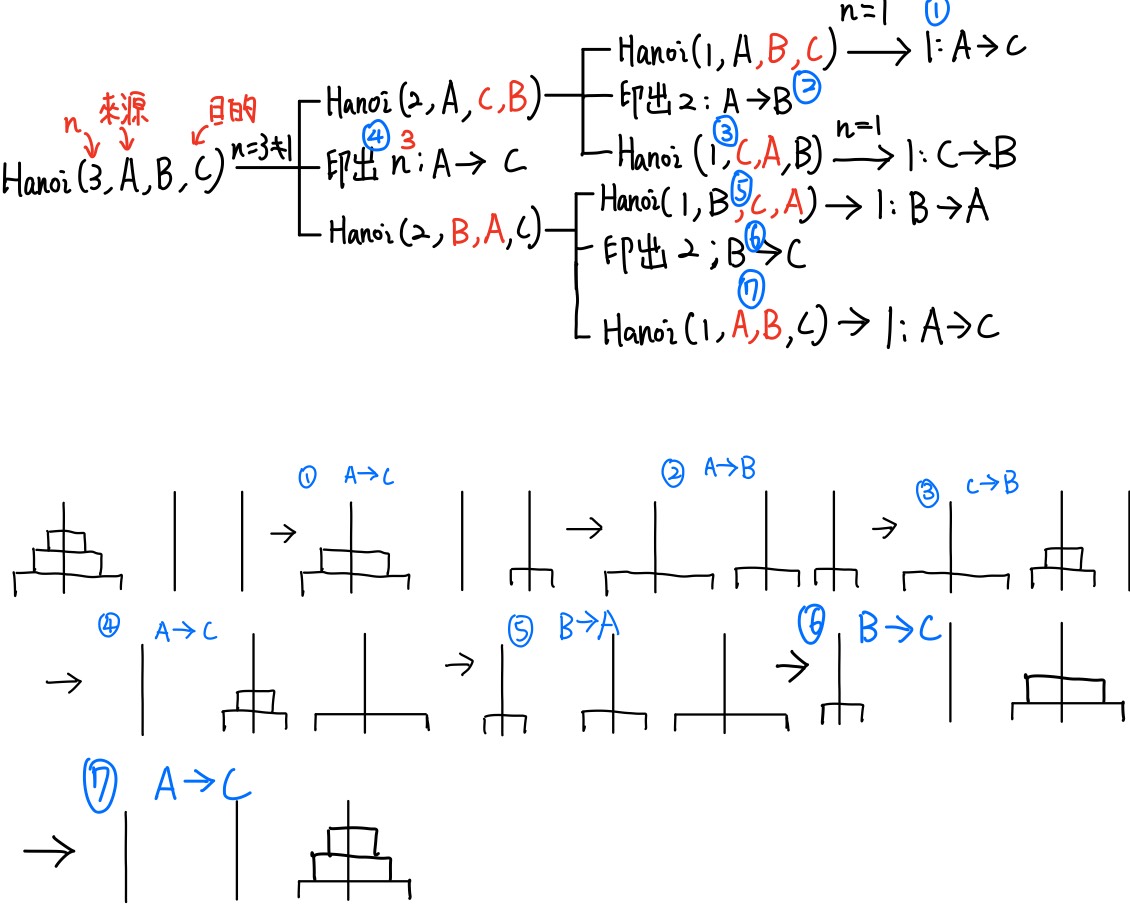 n=1 ①
Hanoi(1,A,B,C) → 1:A→C
來源
n 目的
Hanoi(2,A,C,B) 印出2:A→B ②
④ 3 ③ n=1
Hanoi(3,A,B,C) n=3≠1 印出 n:A→C Hanoi(1,C,A,B) → 1:C→B
⑤
Hanoi(2,B,A,C) Hanoi(1,B,C,A) → 1:B→A
⑥
印出2;B→C
⑦
Hanoi(1,A,B,C) → 1:A→C
① A→C ② A→B ③ C→B
→ → →
④ A→C ⑤ B→A ⑥ B→C
→ → →
⑦ A→C
→